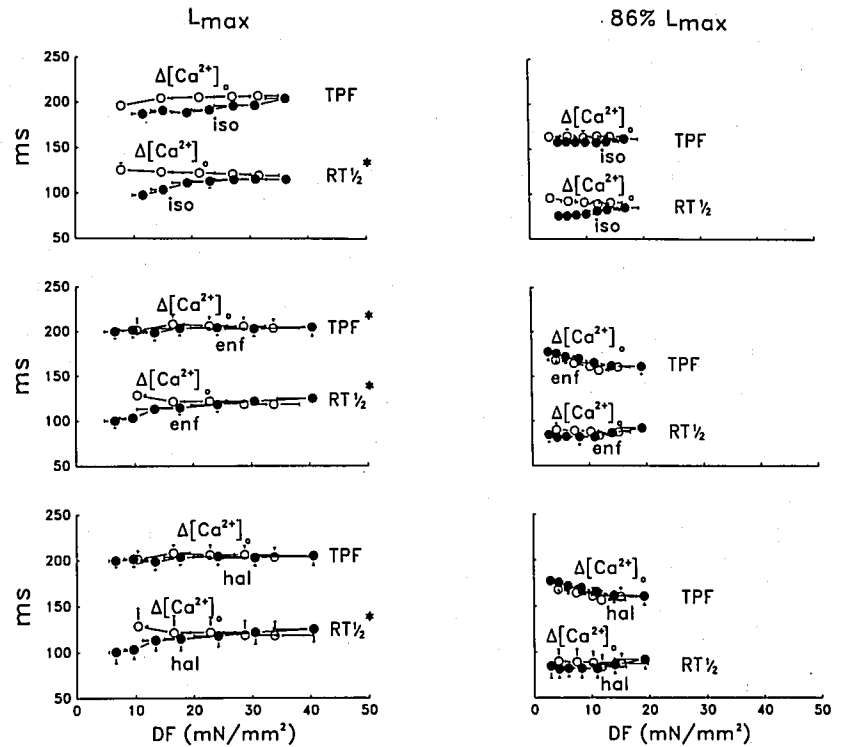 Lmax
86% Lmax
250
200
150
100
50
ms
Δ[Ca²⁺]o
TPF
iso
Δ[Ca²⁺]o
RT½*
iso
Δ[Ca²⁺]o
TPF
iso
Δ[Ca²⁺]o
RT½
iso
250
200
150
100
50
ms
Δ[Ca²⁺]o
TPF*
enf
Δ[Ca²⁺]o
RT½*
enf
Δ[Ca²⁺]o
TPF
enf
Δ[Ca²⁺]o
RT½
enf
250
200
150
100
50
ms
Δ[Ca²⁺]o
TPF
hal
Δ[Ca²⁺]o
RT½*
hal
0 10 20 30 40 50
DF (mN/mm²)
Δ[Ca²⁺]o
TPF
hal
Δ[Ca²⁺]o
RT½
hal
0 10 20 30 40 50
DF (mN/mm²)